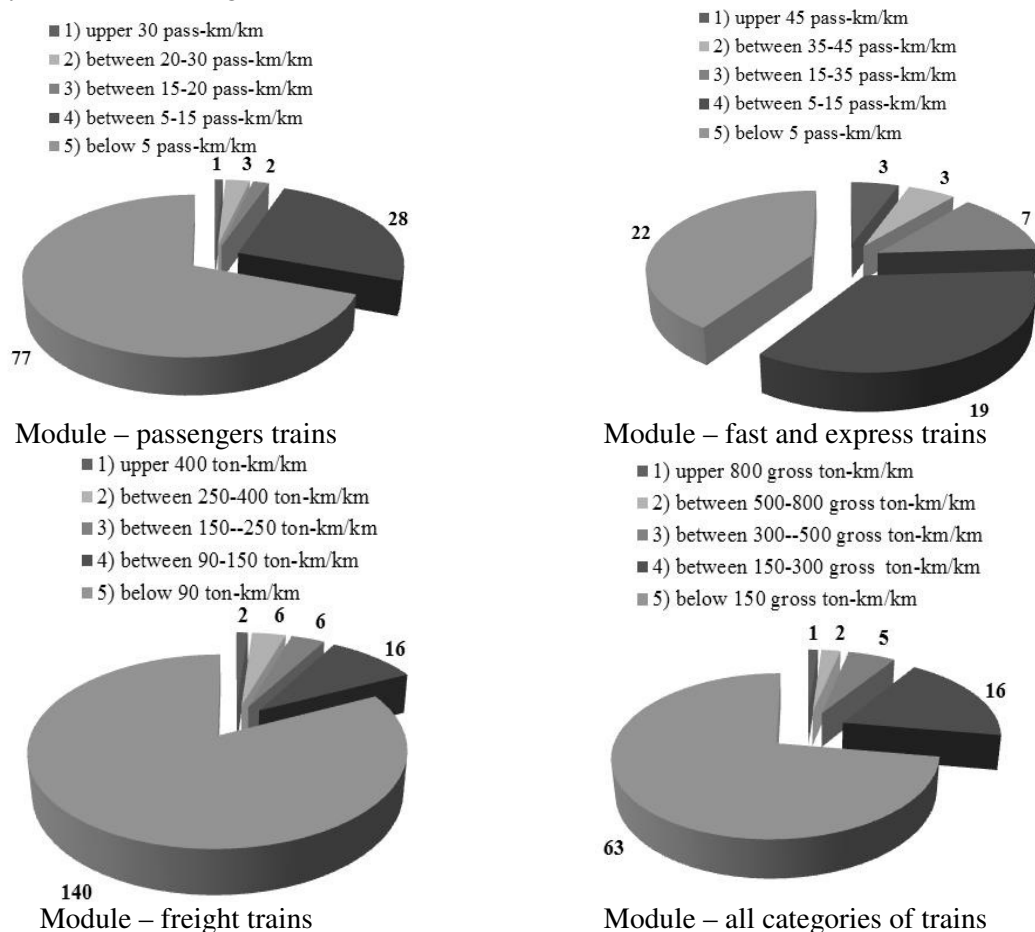 1) upper 30 pass-km/km
2) between 20-30 pass-km/km
3) between 15-20 pass-km/km
4) between 5-15 pass-km/km
5) below 5 pass-km/km
1
3
2
28
77
Module – passengers trains
1) upper 45 pass-km/km
2) between 35-45 pass-km/km
3) between 15-35 pass-km/km
4) between 5-15 pass-km/km
5) below 5 pass-km/km
3
3
7
22
19
Module – fast and express trains
1) upper 400 ton-km/km
2) between 250-400 ton-km/km
3) between 150--250 ton-km/km
4) between 90-150 ton-km/km
5) below 90 ton-km/km
2
6
6
16
140
Module – freight trains
1) upper 800 gross ton-km/km
2) between 500-800 gross ton-km/km
3) between 300--500 gross ton-km/km
4) between 150-300 gross  ton-km/km
5) below 150 gross ton-km/km
1
2
5
16
63
Module – all categories of trains